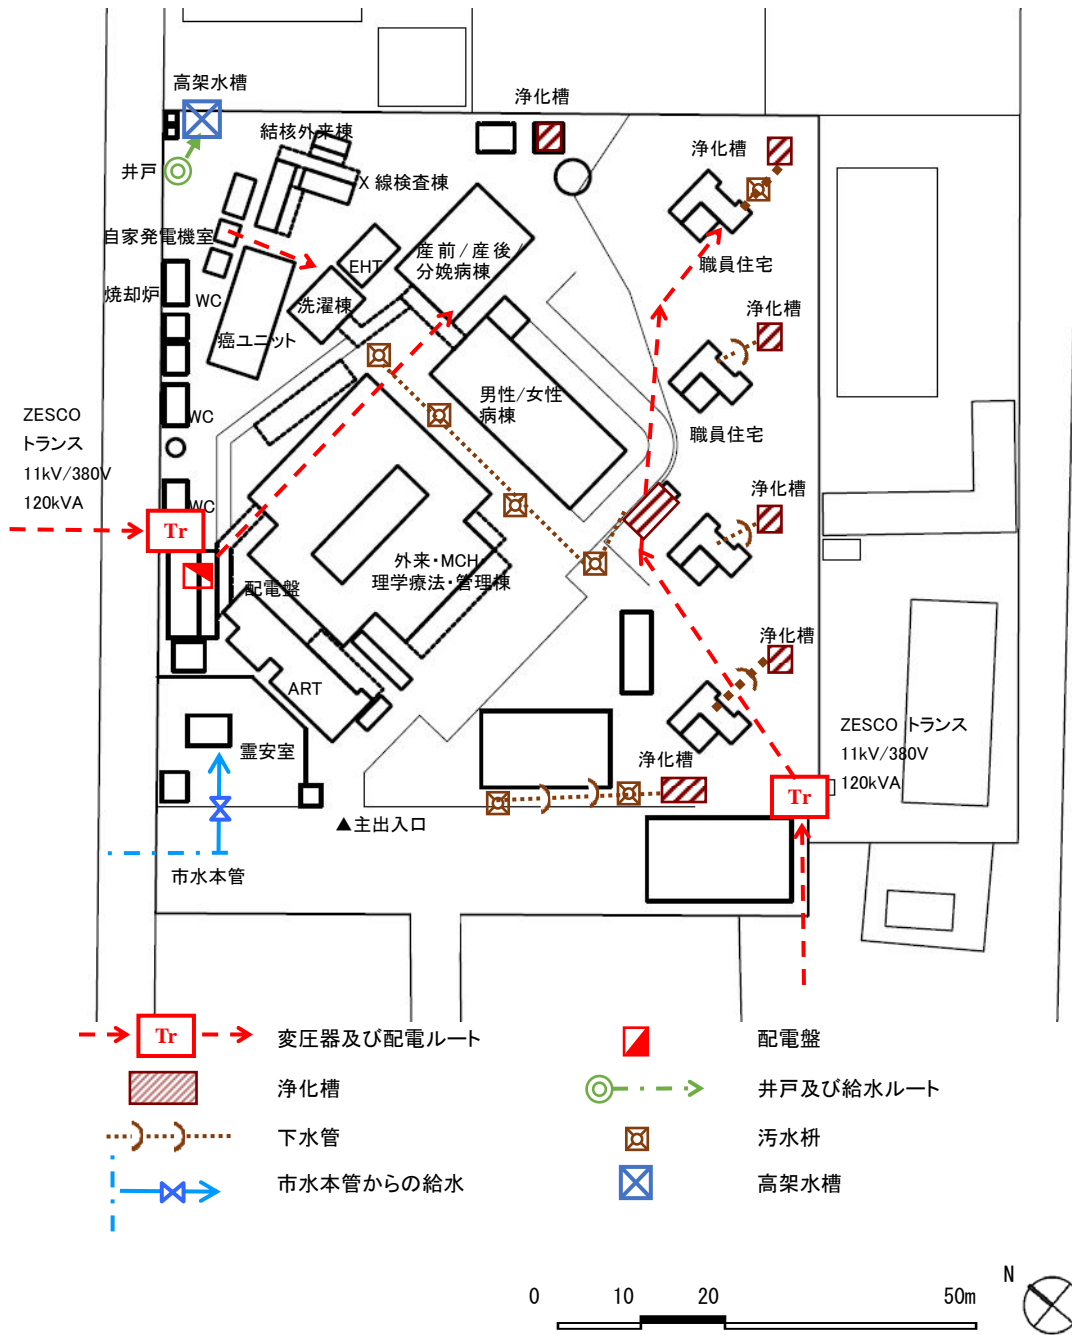 高架水槽
浄化槽
結核外来棟
浄化槽
井戸
X 線検査棟
自家発電機室
産前/産後
分娩病棟
EHT
職員住宅
焼却炉
WC
洗濯棟
浄化槽
癌ユニット
男性/女性
病棟
ZESCO
トランス
11kV/380V
120kVA
WC
職員住宅
浄化槽
WC
Tr
外来・MCH
理学療法・管理棟
配電盤
浄化槽
ART
ZESCO トランス
11kV/380V
120kVA
霊安室
浄化槽
Tr
▲主出入口
市水本管
Tr
変圧器及び配電ルート
配電盤
浄化槽
井戸及び給水ルート
下水管
汚水枡
市水本管からの給水
高架水槽
N
0 10 20 50m